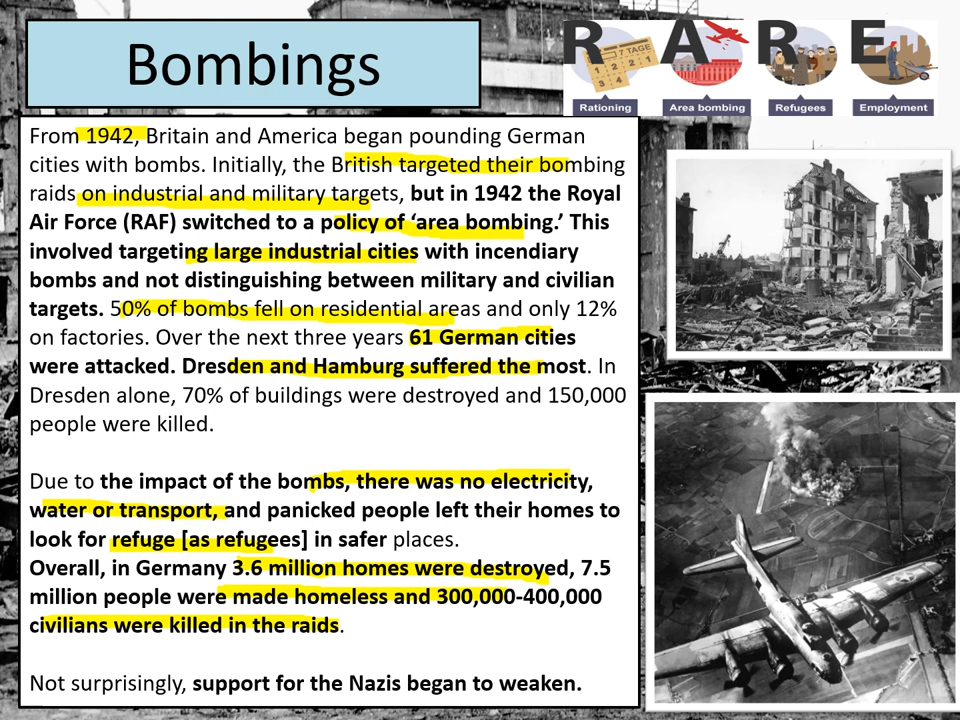 Bombings
R A R E
7 TAGE
1 2 2 1
3 4
Rationing
Area bombing
Refugees
Employment
From 1942, Britain and America began pounding German
cities with bombs. Initially, the British targeted their bombing
raids on industrial and military targets, but in 1942 the Royal
Air Force (RAF) switched to a policy of ‘area bombing.’ This
involved targeting large industrial cities with incendiary
bombs and not distinguishing between military and civilian
targets. 50% of bombs fell on residential areas and only 12%
on factories. Over the next three years 61 German cities
were attacked. Dresden and Hamburg suffered the most. In
Dresden alone, 70% of buildings were destroyed and 150,000
people were killed.
Due to the impact of the bombs, there was no electricity,
water or transport, and panicked people left their homes to
look for refuge [as refugees] in safer places.
Overall, in Germany 3.6 million homes were destroyed, 7.5
million people were made homeless and 300,000-400,000
civilians were killed in the raids.
Not surprisingly, support for the Nazis began to weaken.